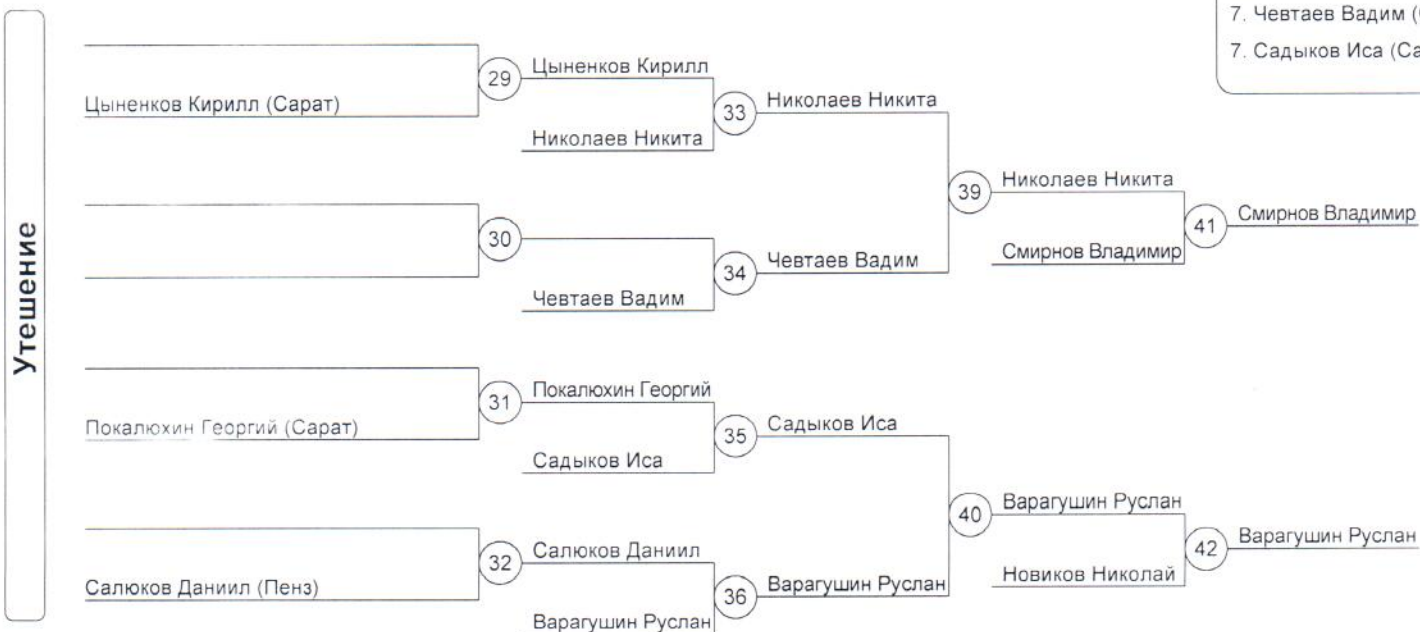 7. Чевтаев Вадим (
7. Садыков Иса (Са
Утешение
29
Цыненков Кирилл
Цыненков Кирилл (Сарат)
33
Николаев Никита
Николаев Никита
39
Николаев Никита
30
41
Смирнов Владимир
Смирнов Владимир
34
Чевтаев Вадим
Чевтаев Вадим
31
Покалюхин Георгий
Покалюхин Георгий (Сарат)
35
Садыков Иса
Садыков Иса
40
Варагушин Руслан
32
Салюков Даниил
42
Варагушин Руслан
Новиков Николай
Салюков Даниил (Пенз)
36
Варагушин Руслан
Варагушин Руслан